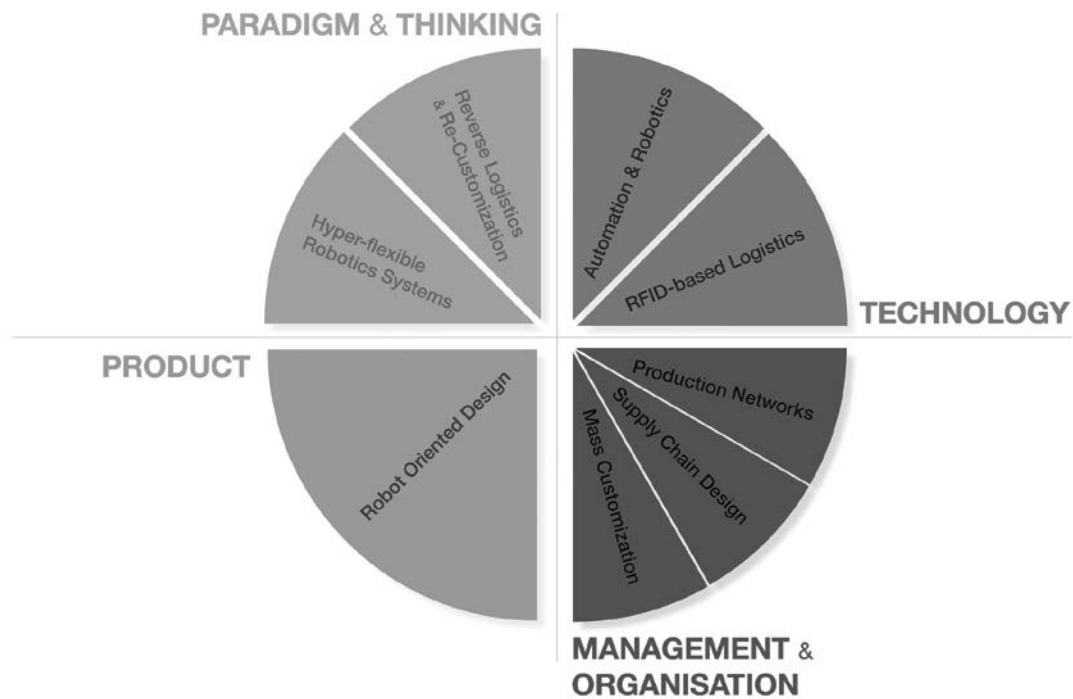 PARADIGM & THINKING
Reverse Logistics
& Re-Customization
Hyper-flexible
Robotics Systems
Automation & Robotics
RFID-based Logistics
TECHNOLOGY
PRODUCT
Robot Oriented Design
Production Networks
Supply Chain Design
Mass Customization
MANAGEMENT &
ORGANISATION